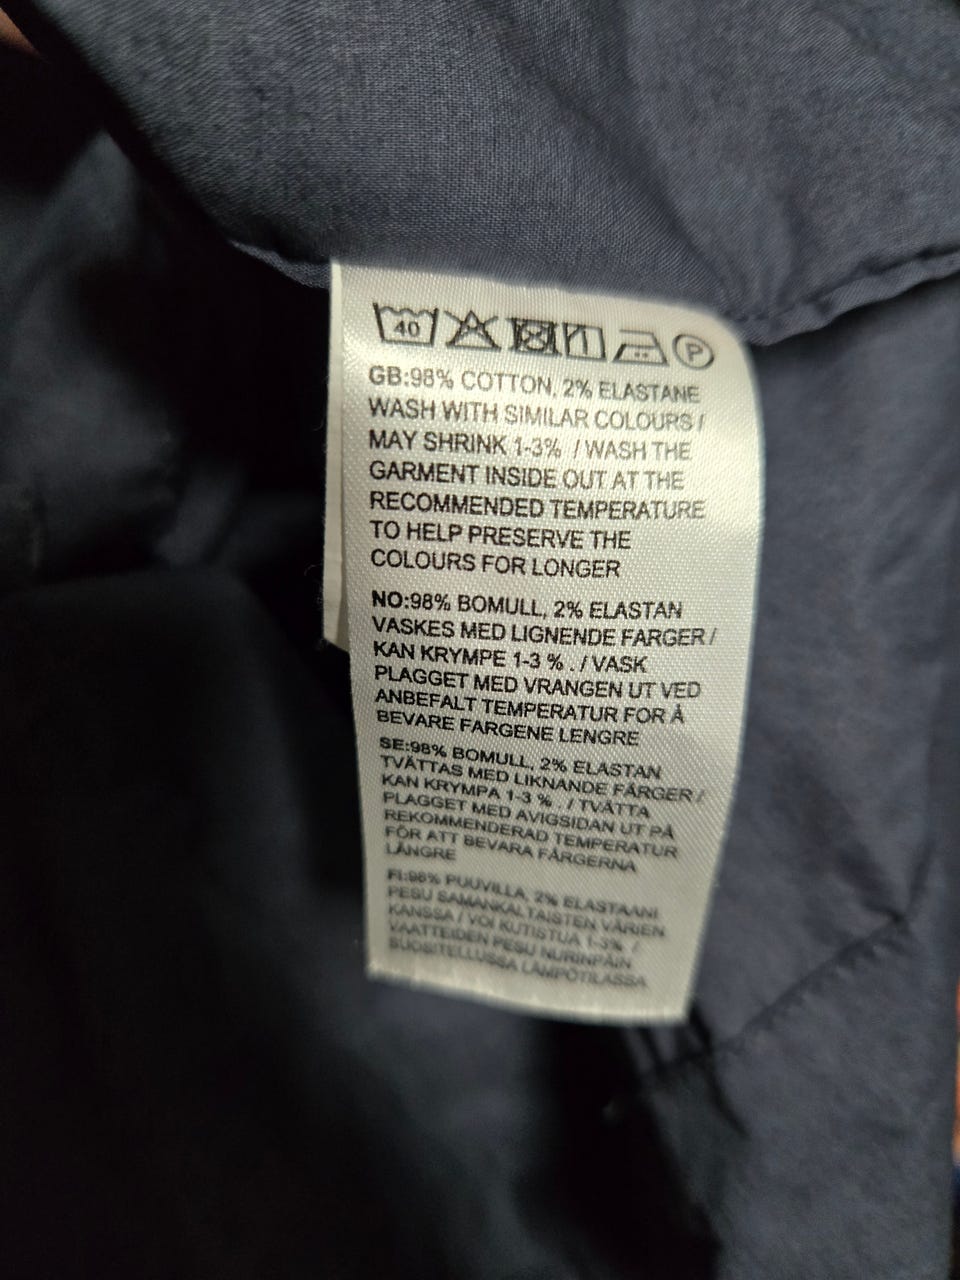 40 P
GB:98% COTTON, 2% ELASTANE
WASH WITH SIMILAR COLOURS /
MAY SHRINK 1-3% / WASH THE
GARMENT INSIDE OUT AT THE
RECOMMENDED TEMPERATURE
TO HELP PRESERVE THE
COLOURS FOR LONGER
NO:98% BOMULL, 2% ELASTAN
VASKES MED LIGNENDE FARGER /
KAN KRYMPE 1-3 % . / VASK
PLAGGET MED VRANGEN UT VED
ANBEFALT TEMPERATUR FOR Å
BEVARE FARGENE LENGRE
SE:98% BOMULL, 2% ELASTAN
TVÄTTAS MED LIKNANDE FÄRGER /
KAN KRYMPA 1-3 % . / TVÄTTA
PLAGGET MED AVIGSIDAN UT PÅ
REKOMMENDERAD TEMPERATUR
FÖR ATT BEVARA FÄRGERNA
LÄNGRE
FI:98% PUUVILLA, 2% ELASTAANI
PESU SAMANKALTAISTEN VÄRIEN
KANSSA / VOI KUTISTUA 1-3% /
VAATTEIDEN PESU NURINPÄIN
SUOSITELLUSSA LÄMPÖTILASSA